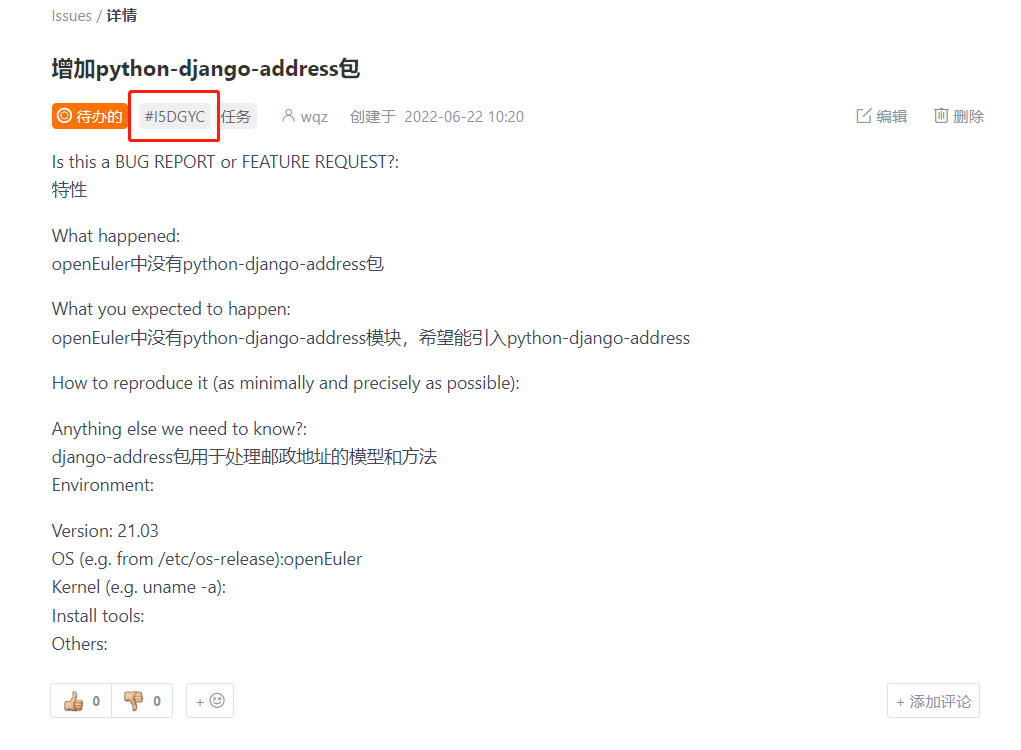 Issues / 详情
增加python-django-address包
待办的 #I5DGYC 任务 wqz 创建于 2022-06-22 10:20 编辑 删除
Is this a BUG REPORT or FEATURE REQUEST?:
特性
What happened:
openEuler中没有python-django-address包
What you expected to happen:
openEuler中没有python-django-address模块，希望能引入python-django-address
How to reproduce it (as minimally and precisely as possible):
Anything else we need to know?:
django-address包用于处理邮政地址的模型和方法
Environment:
Version: 21.03
OS (e.g. from /etc/os-release):openEuler
Kernel (e.g. uname -a):
Install tools:
Others:
0 0 + + 添加评论